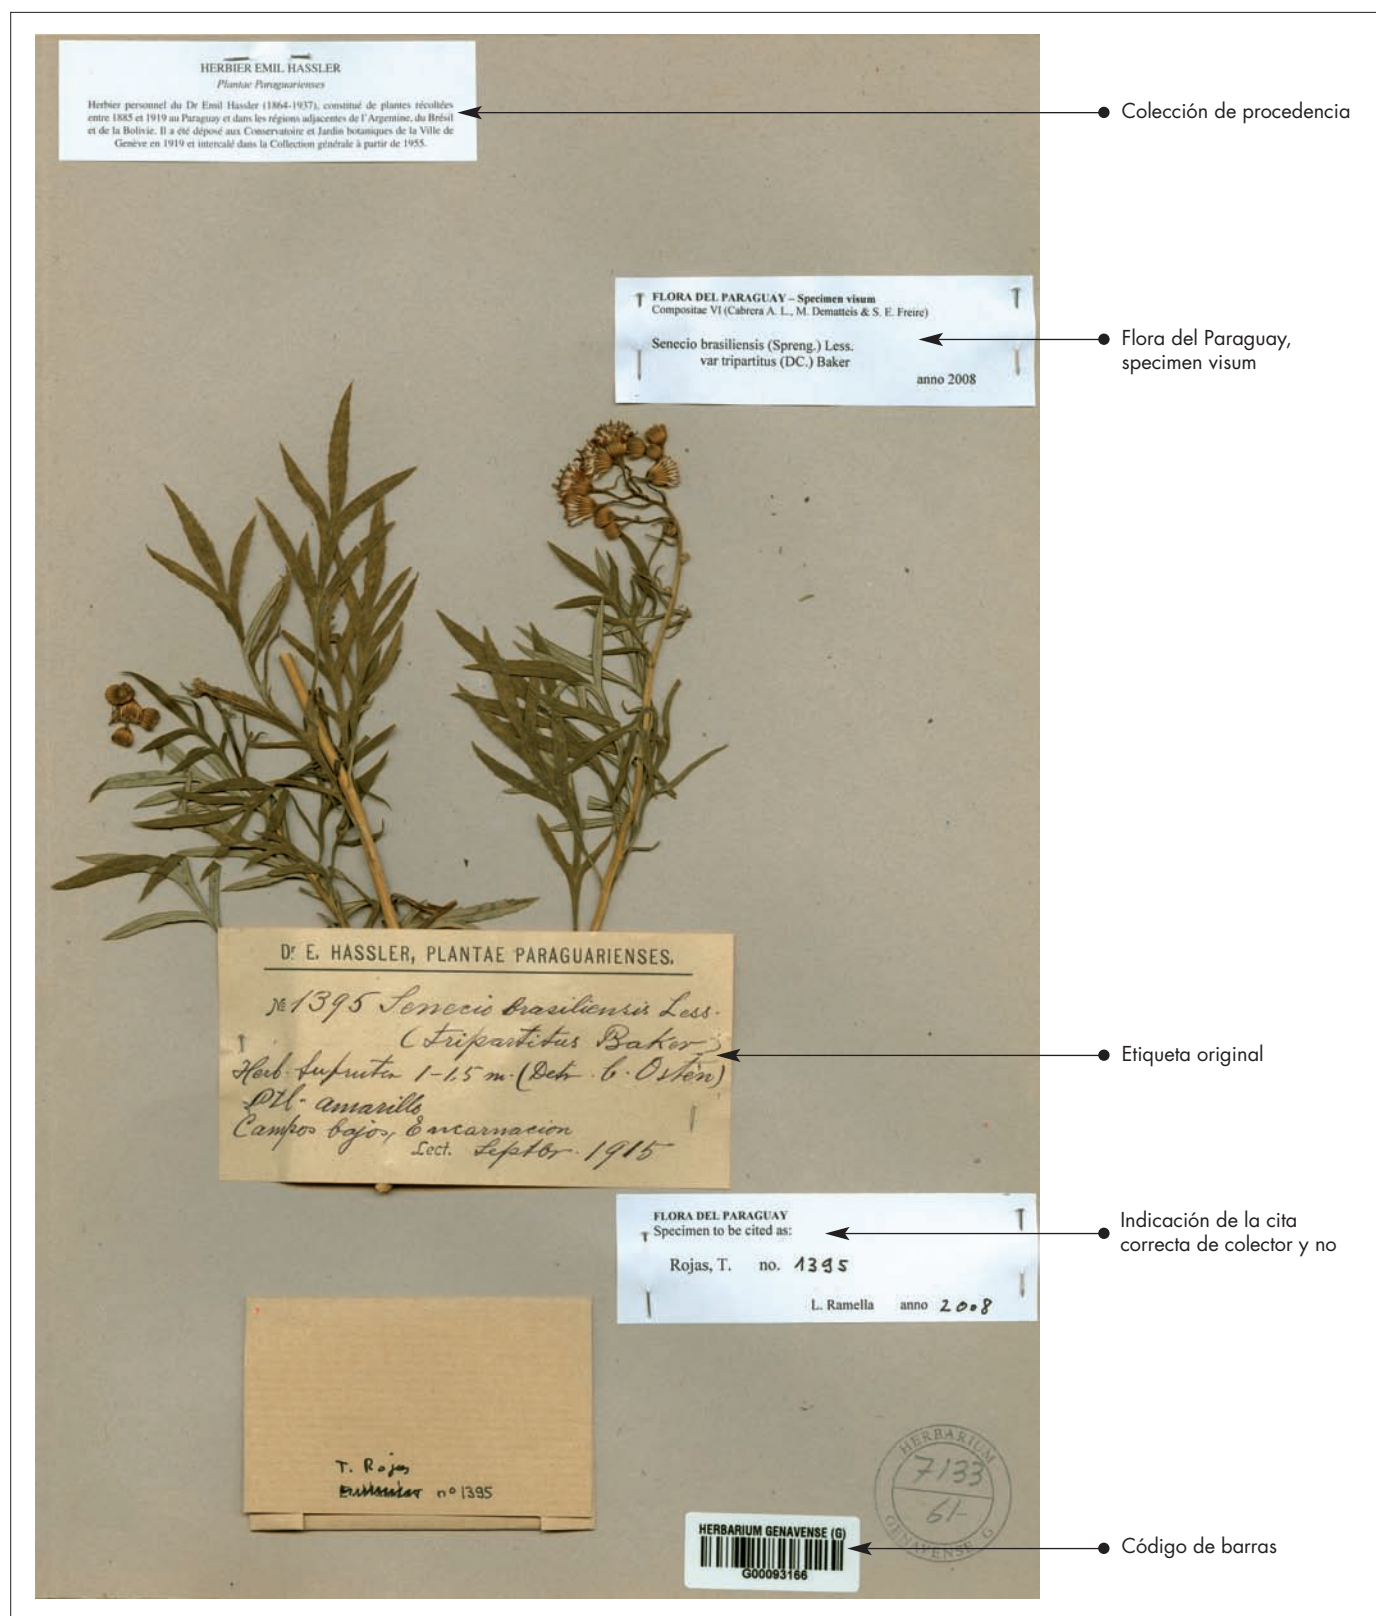 HERBIER EMIL HASSLER
Plantae Paraguarienses
Herbier personnel du Dr Emil Hassler (1864-1937), constitué de plantes récoltées
entre 1885 et 1919 au Paraguay et dans les régions adjacentes de l'Argentine, du Brésil
et de la Bolivie. Il a été déposé aux Conservatoire et Jardin botaniques de la Ville de
Genève en 1919 et intercalé dans la Collection générale à partir de 1955.
Colección de procedencia
FLORA DEL PARAGUAY – Specimen visum
Compositae VI (Cabrera A. L., M. Dematteis & S. E. Freire)
Senecio brasiliensis (Spreng.) Less.
var tripartitus (DC.) Baker
anno 2008
Flora del Paraguay,
specimen visum
Dr E. HASSLER, PLANTAE PARAGUARIENSES.
№ 1395 Senecio brasiliensis Less.
(tripartitus Baker)
Herb. 1-1,5 m. (Detr. C. Osten)
amarillo
Campos bajos, Encarnacion
Lect. Septbr. 1915
Etiqueta original
FLORA DEL PARAGUAY
Specimen to be cited as:
Rojas, T. no. 1395
L. Ramella anno 2008
Indicación de la cita
correcta de colector y no
T. Rojas
nº 1395
HERBARIUM
7133
61-
GENAVENSE G
HERBARIUM GENAVENSE (G)
G00093166
Código de barras